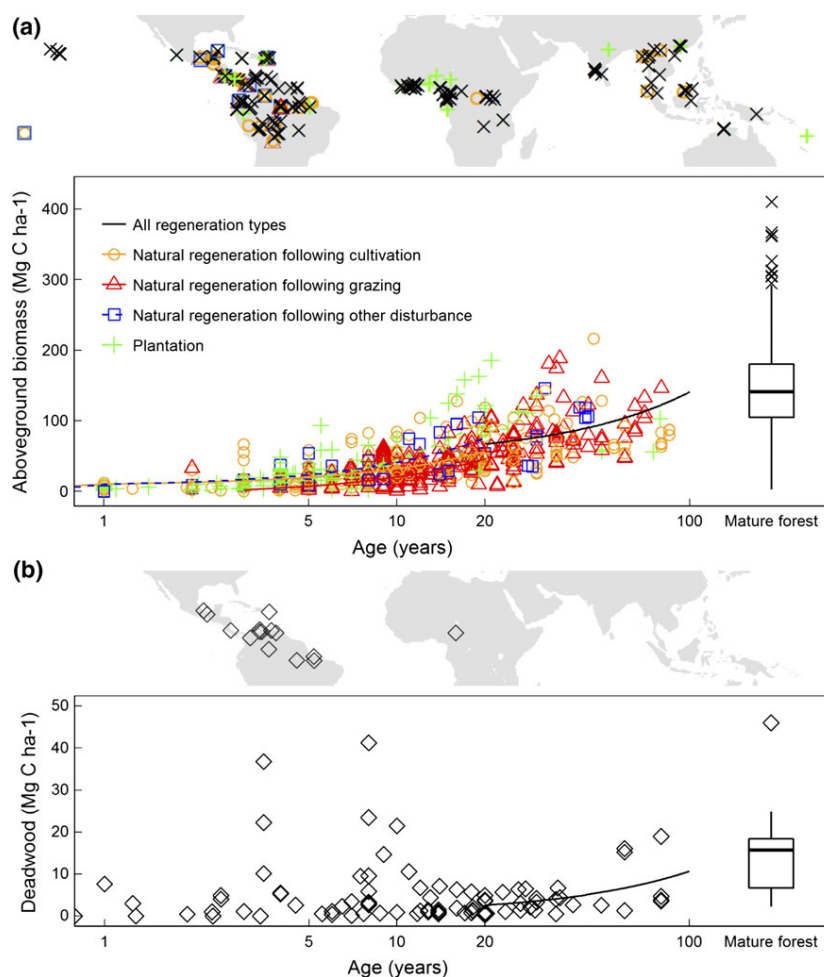 (a)
400
300
200
100
0
Aboveground biomass (Mg C ha-1)
All regeneration types
Natural regeneration following cultivation
Natural regeneration following grazing
Natural regeneration following other disturbance
Plantation
1 5 10 20 100 Mature forest
Age (years)
(b)
50
40
30
20
10
0
Deadwood (Mg C ha-1)
1 5 10 20 100 Mature forest
Age (years)